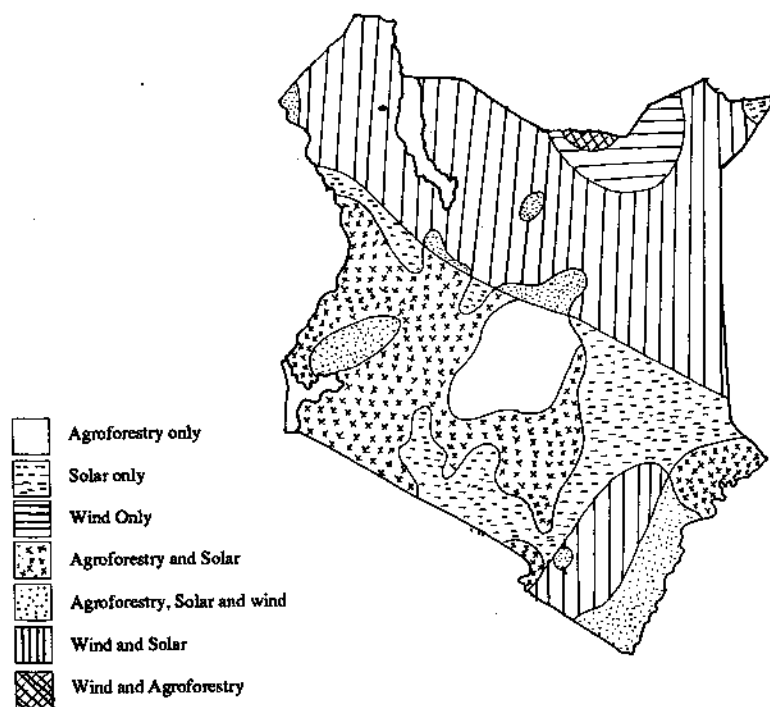 Agroforestry only
Solar only
Wind Only
Agroforestry and Solar
Agroforestry, Solar and wind
Wind and Solar
Wind and Agroforestry